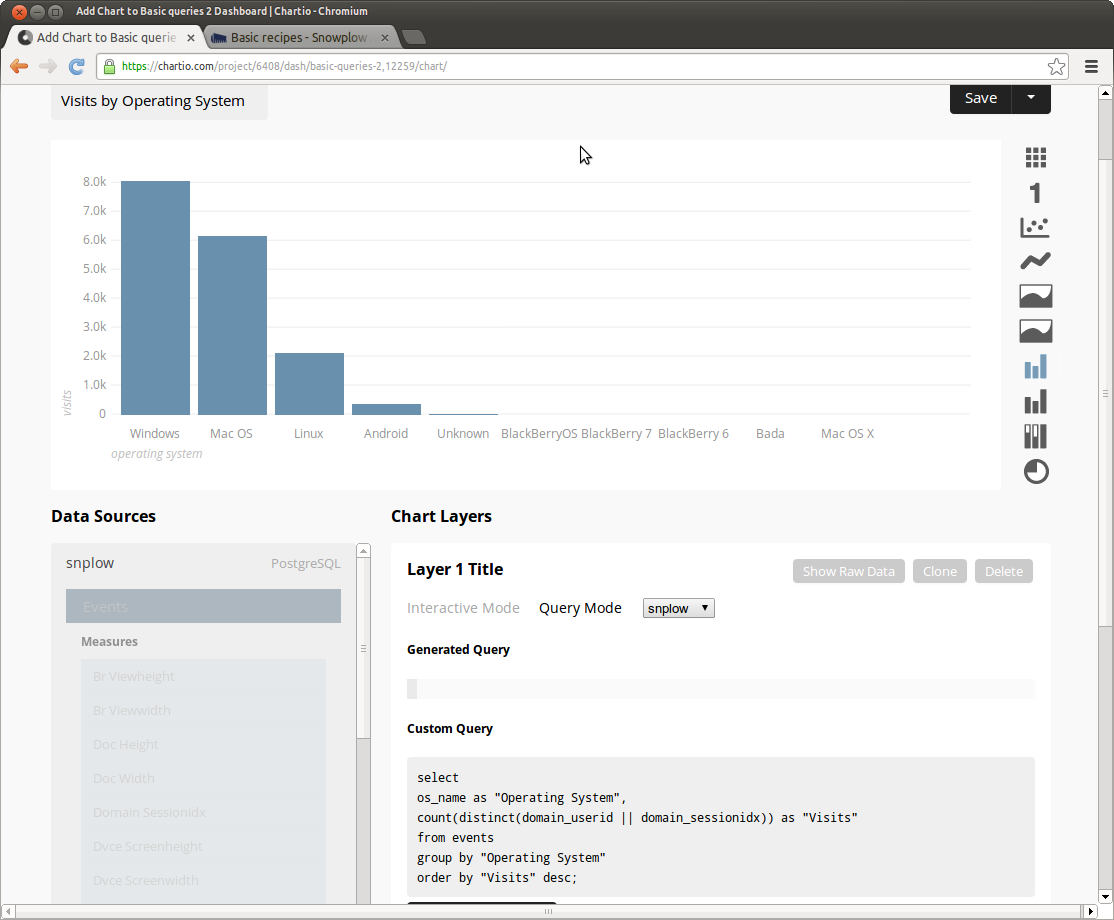 Add Chart to Basic queries 2 Dashboard | Chartio - Chromium
Add Chart to Basic querie
Basic recipes - Snowplow
https://chartio.com/project/6408/dash/basic-queries-2,12259/chart/
Visits by Operating System
Save
8.0k
7.0k
6.0k
5.0k
4.0k
3.0k
2.0k
1.0k
0
visits
Windows Mac OS Linux Android Unknown BlackBerryOS BlackBerry 7 BlackBerry 6 Bada Mac OS X
operating system
1
Data Sources
snplow PostgreSQL
Events
Measures
Br Viewheight
Br Viewwidth
Doc Height
Doc Width
Domain Sessionidx
Dvce Screenheight
Dvce Screenwidth
Chart Layers
Layer 1 Title
Show Raw Data Clone Delete
Interactive Mode Query Mode snplow
Generated Query
Custom Query
select
os_name as "Operating System",
count(distinct(domain_userid || domain_sessionidx)) as "Visits"
from events
group by "Operating System"
order by "Visits" desc;